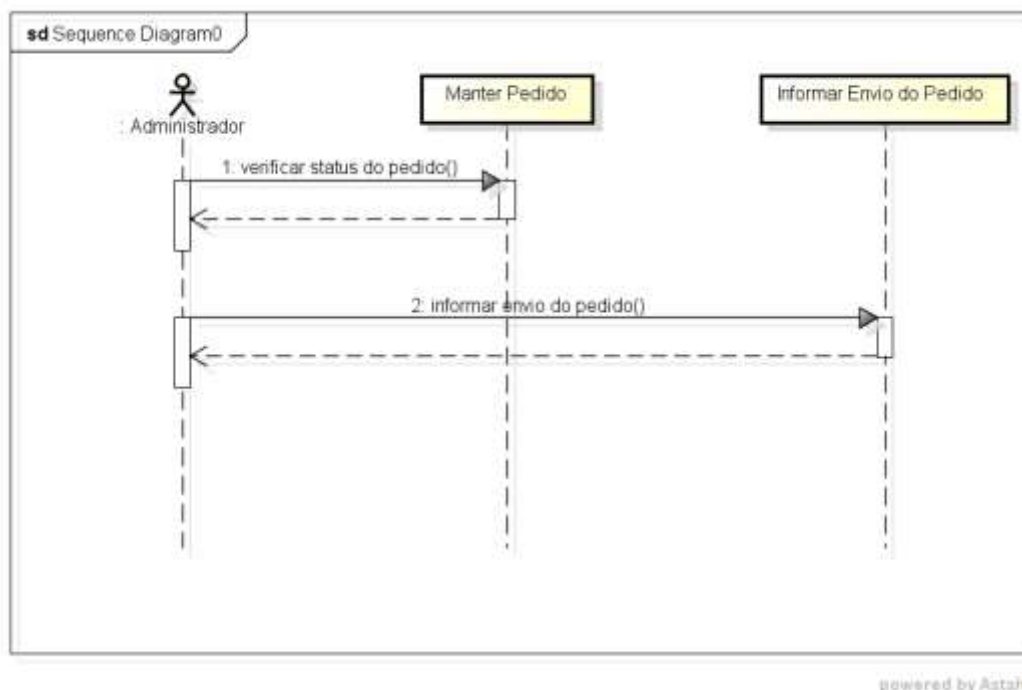 sd Sequence Diagram0
: Administrador
Manter Pedido
Informar Envio do Pedido
1: verificar status do pedido()
2: informar envio do pedido()
powered by Astah